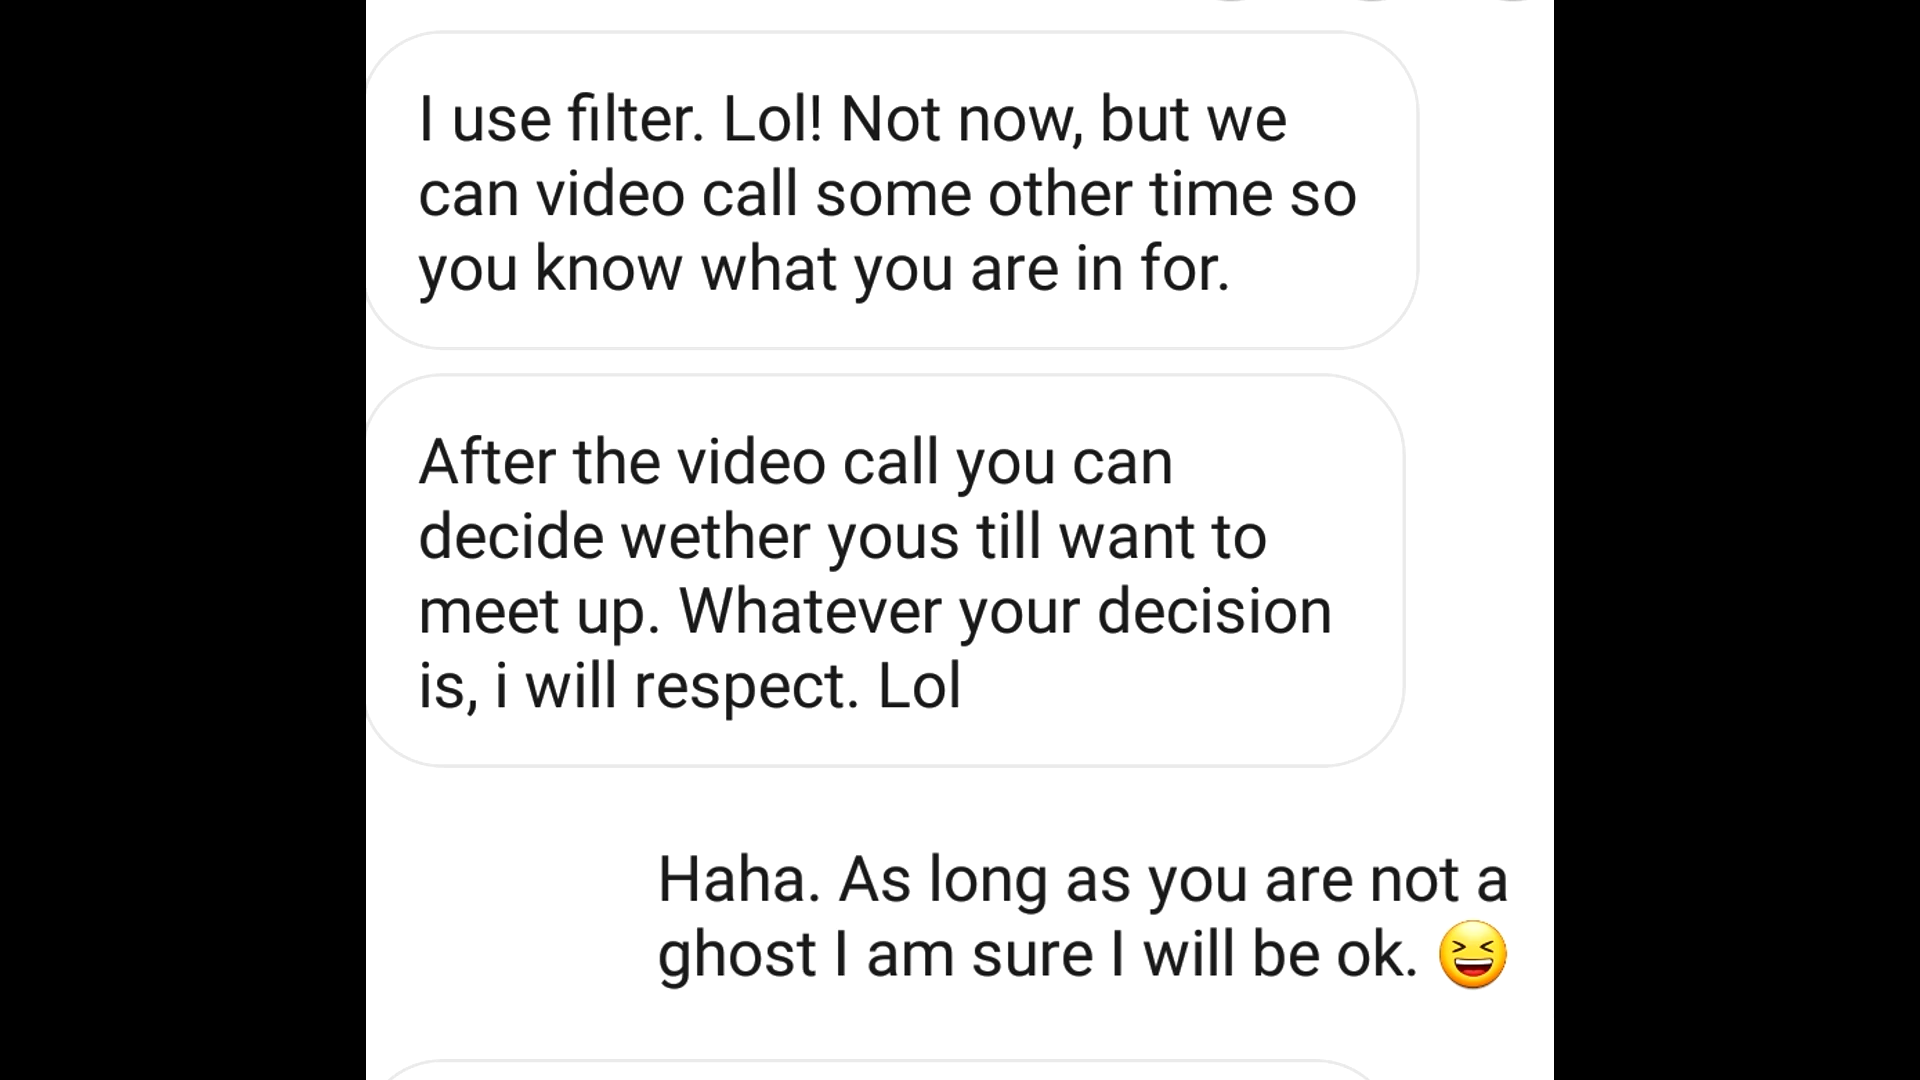 I use filter. Lol! Not now, but we
can video call some other time so
you know what you are in for.
After the video call you can
decide wether yous till want to
meet up. Whatever your decision
is, i will respect. Lol
Haha. As long as you are not a
ghost I am sure I will be ok. 😆